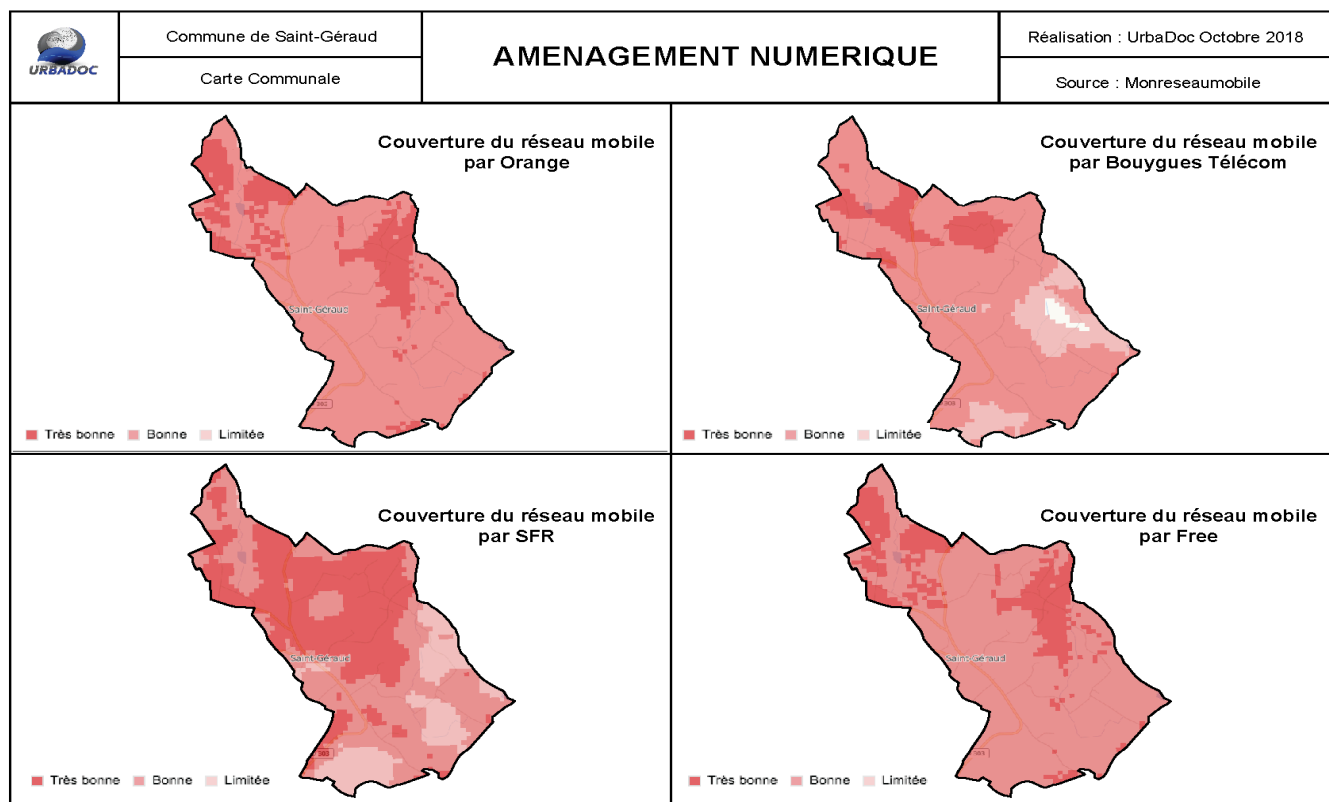 URBADOC
Commune de Saint-Géraud
Carte Communale
AMENAGEMENT NUMERIQUE
Réalisation : UrbaDoc Octobre 2018
Source : Monreseaumobile
Couverture du réseau mobile
par Orange
Saint-Géraud
Très bonne Bonne Limitée
Couverture du réseau mobile
par Bouygues Télécom
Saint-Géraud
Très bonne Bonne Limitée
Couverture du réseau mobile
par SFR
Saint-Géraud
303
Très bonne Bonne Limitée
Couverture du réseau mobile
par Free
Saint-Géraud
Très bonne Bonne Limitée